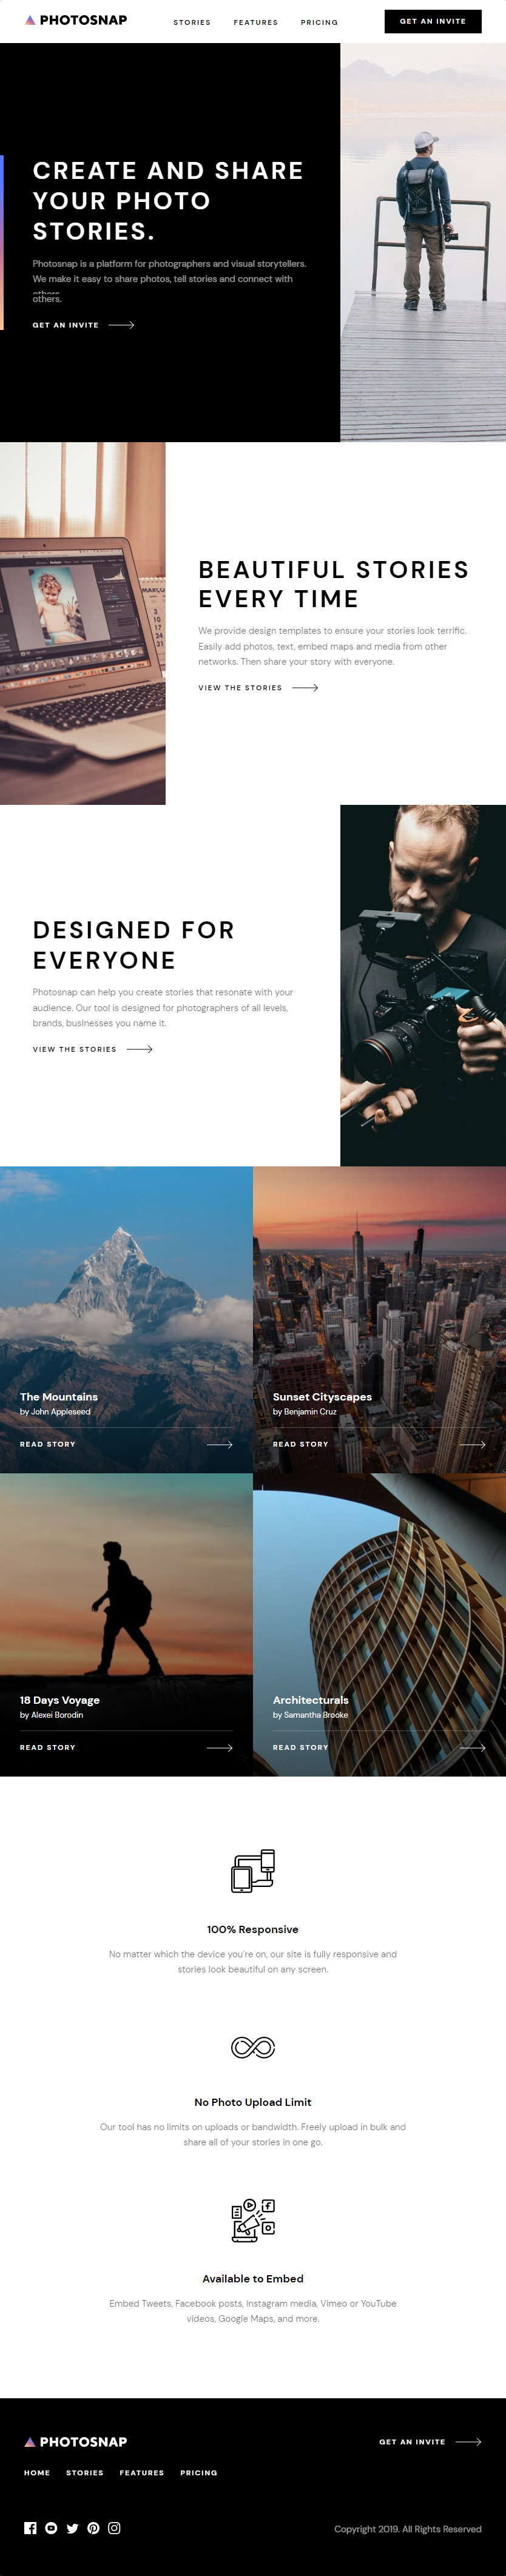 PHOTOSNAP
STORIES FEATURES PRICING
GET AN INVITE
CREATE AND SHARE
YOUR PHOTO
STORIES.
Photosnap is a platform for photographers and visual storytellers.
We make it easy to share photos, tell stories and connect with
others.
GET AN INVITE
BEAUTIFUL STORIES
EVERY TIME
We provide design templates to ensure your stories look terrific.
Easily add photos, text, embed maps and media from other
networks. Then share your story with everyone.
VIEW THE STORIES
DESIGNED FOR
EVERYONE
Photosnap can help you create stories that resonate with your
audience. Our tool is designed for photographers of all levels,
brands, businesses you name it.
VIEW THE STORIES
The Mountains
by John Appleseed
READ STORY
Sunset Cityscapes
by Benjamin Cruz
READ STORY
18 Days Voyage
by Alexei Borodin
READ STORY
Architecturals
by Samantha Brooke
READ STORY
100% Responsive
No matter which the device you're on, our site is fully responsive and
stories look beautiful on any screen.
No Photo Upload Limit
Our tool has no limits on uploads or bandwidth. Freely upload in bulk and
share all of your stories in one go.
Available to Embed
Embed Tweets, Facebook posts, Instagram media, Vimeo or YouTube
videos, Google Maps, and more.
PHOTOSNAP
GET AN INVITE
HOME STORIES FEATURES PRICING
Copyright 2019. All Rights Reserved